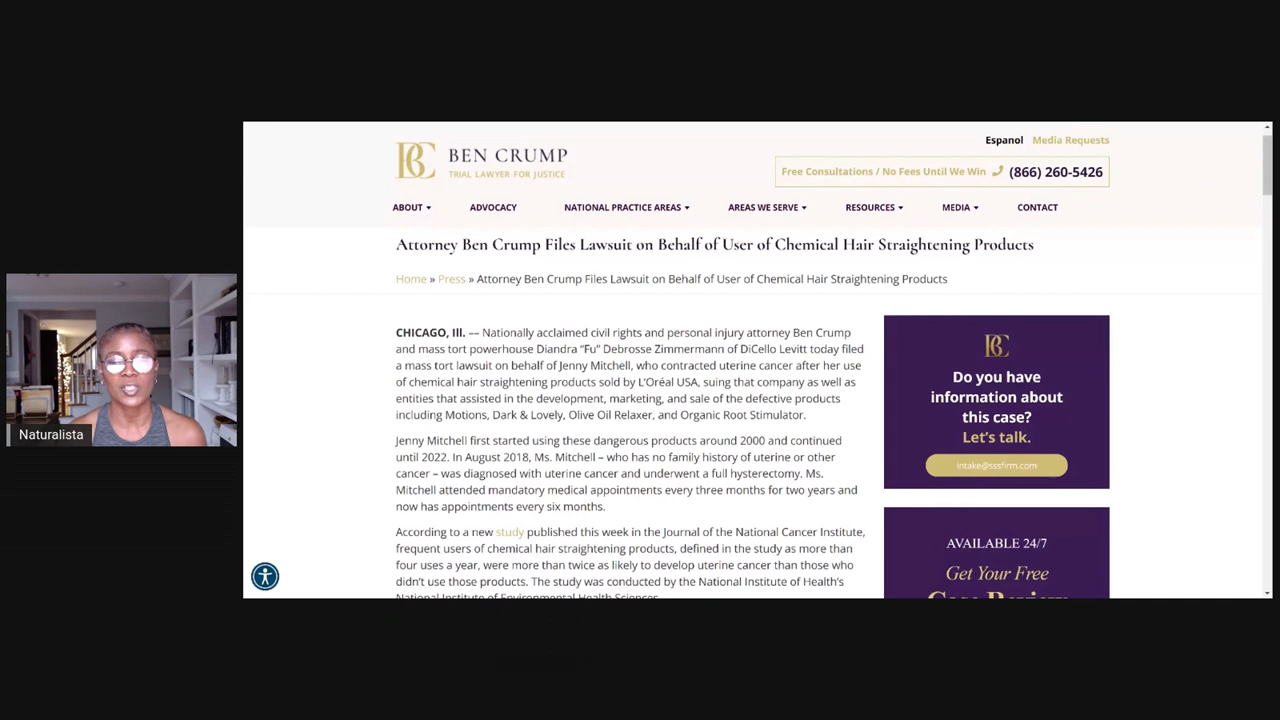 Naturalista
BEN CRUMP
TRIAL LAWYER FOR JUSTICE
Espanol Media Requests
Free Consultations / No Fees Until We Win (866) 260-5426
ABOUT ADVOCACY NATIONAL PRACTICE AREAS AREAS WE SERVE RESOURCES MEDIA CONTACT
Attorney Ben Crump Files Lawsuit on Behalf of User of Chemical Hair Straightening Products
Home » Press » Attorney Ben Crump Files Lawsuit on Behalf of User of Chemical Hair Straightening Products
CHICAGO, Ill. –– Nationally acclaimed civil rights and personal injury attorney Ben Crump
and mass tort powerhouse Diandra “Fu” Debrosse Zimmermann of DiCello Levitt today filed
a mass tort lawsuit on behalf of Jenny Mitchell, who contracted uterine cancer after her use
of chemical hair straightening products sold by L’Oréal USA, suing that company as well as
entities that assisted in the development, marketing, and sale of the defective products
including Motions, Dark & Lovely, Olive Oil Relaxer, and Organic Root Stimulator.
Jenny Mitchell first started using these dangerous products around 2000 and continued
until 2022. In August 2018, Ms. Mitchell – who has no family history of uterine or other
cancer – was diagnosed with uterine cancer and underwent a full hysterectomy. Ms.
Mitchell attended mandatory medical appointments every three months for two years and
now has appointments every six months.
According to a new study published this week in the Journal of the National Cancer Institute,
frequent users of chemical hair straightening products, defined in the study as more than
four uses a year, were more than twice as likely to develop uterine cancer than those who
didn’t use those products. The study was conducted by the National Institute of Health’s
National Institute of Environmental Health Sciences.
BC
Do you have
information about
this case?
Let’s talk.
intake@sssfirm.com
AVAILABLE 24/7
Get Your Free
Case Review